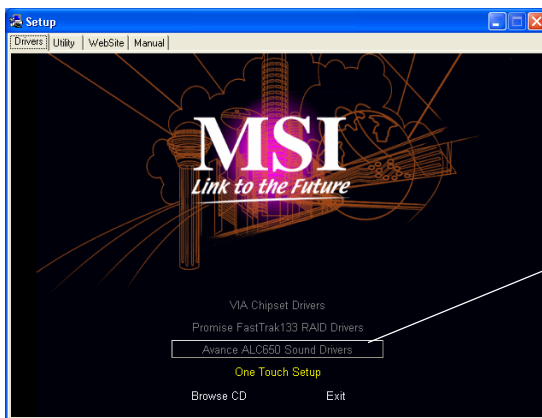 Setup
Drivers Utility WebSite Manual
MSI
Link to the Future
VIA Chipset Drivers
Promise FastTrak133 RAID Drivers
Avance ALC650 Sound Drivers
One Touch Setup
Browse CD Exit